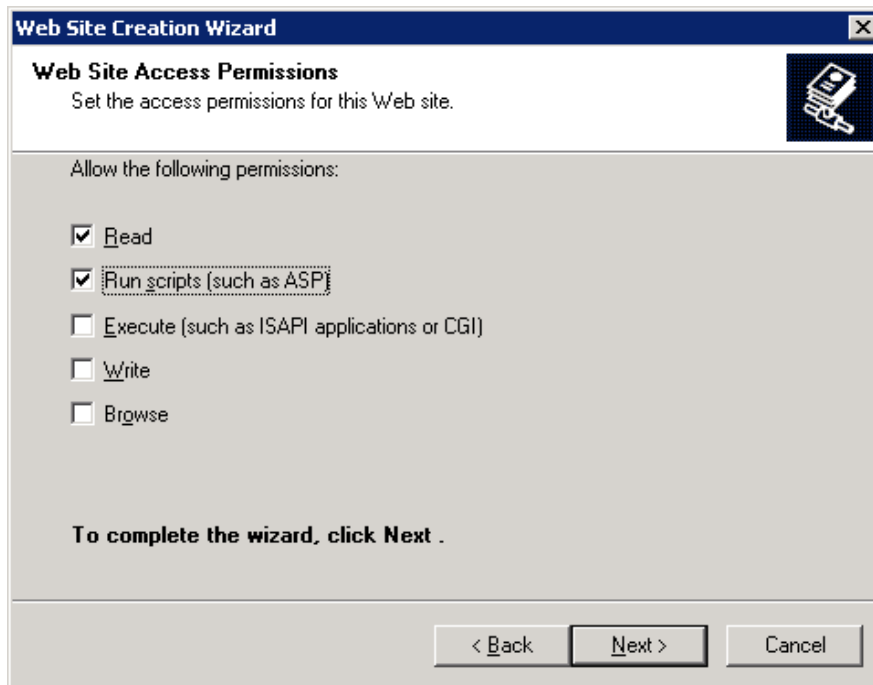 Web Site Creation Wizard
Web Site Access Permissions
Set the access permissions for this Web site.
Allow the following permissions:
Read
Run scripts (such as ASP)
Execute (such as ISAPI applications or CGI)
Write
Browse
To complete the wizard, click Next .
< Back
Next >
Cancel